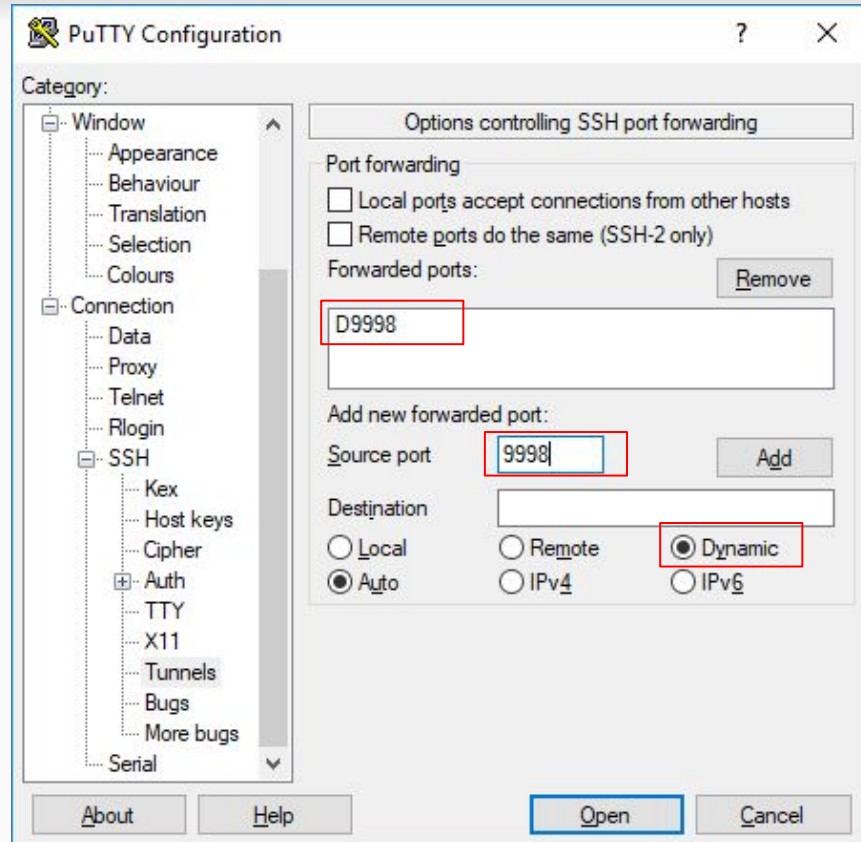 PuTTY Configuration
?
Category:
Window
Appearance
Behaviour
Translation
Selection
Colours
Connection
Data
Proxy
Telnet
Rlogin
SSH
Kex
Host keys
Cipher
Auth
TTY
X11
Tunnels
Bugs
More bugs
Serial
Options controlling SSH port forwarding
Port forwarding
Local ports accept connections from other hosts
Remote ports do the same (SSH-2 only)
Forwarded ports:
Remove
D9998
Add new forwarded port:
Source port 9998 Add
Destination
Local Remote Dynamic
Auto IPv4 IPv6
About Help Open Cancel